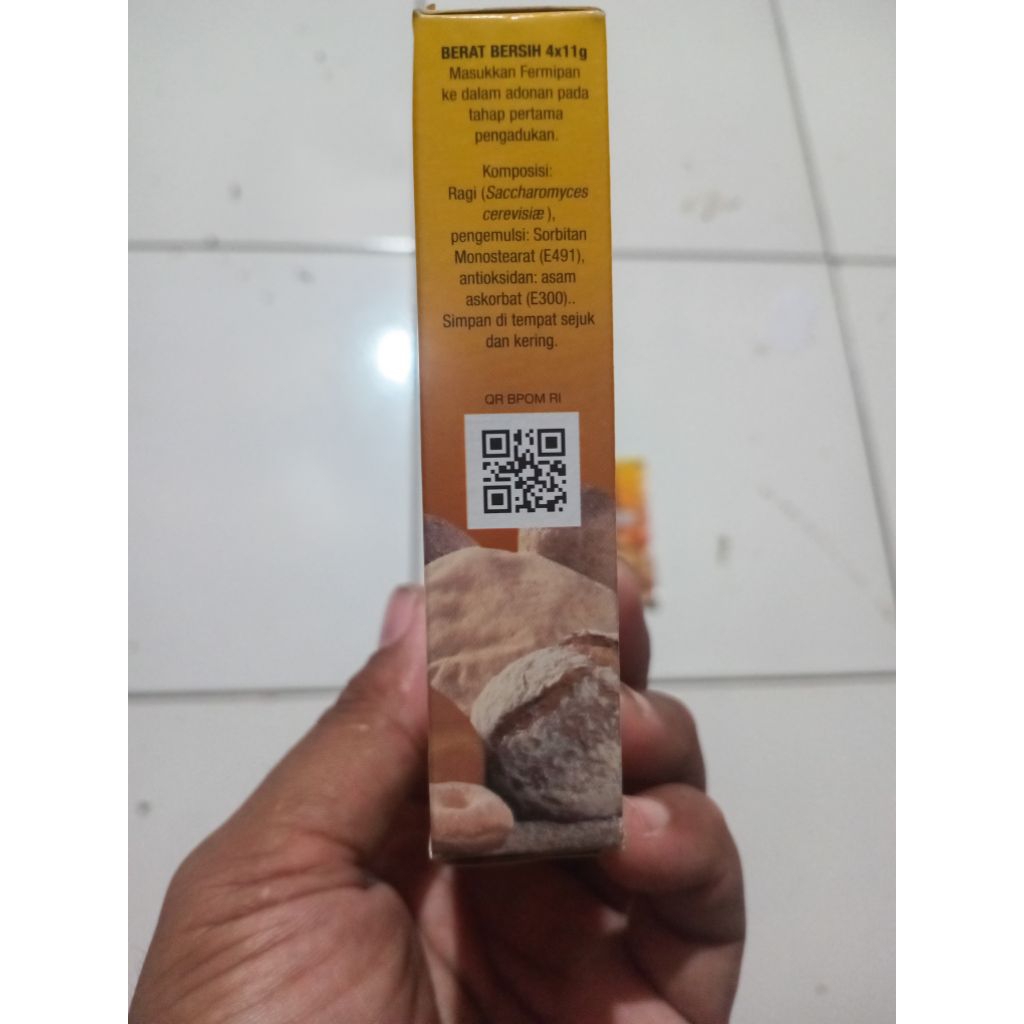 BERAT BERSIH 4x11g
Masukkan Fermipan
ke dalam adonan pada
tahap pertama
pengadukan.
Komposisi:
Ragi (Saccharomyces
cerevisiæ ),
pengemulsi: Sorbitan
Monostearat (E491),
antioksidan: asam
askorbat (E300)..
Simpan di tempat sejuk
dan kering.
QR BPOM RI